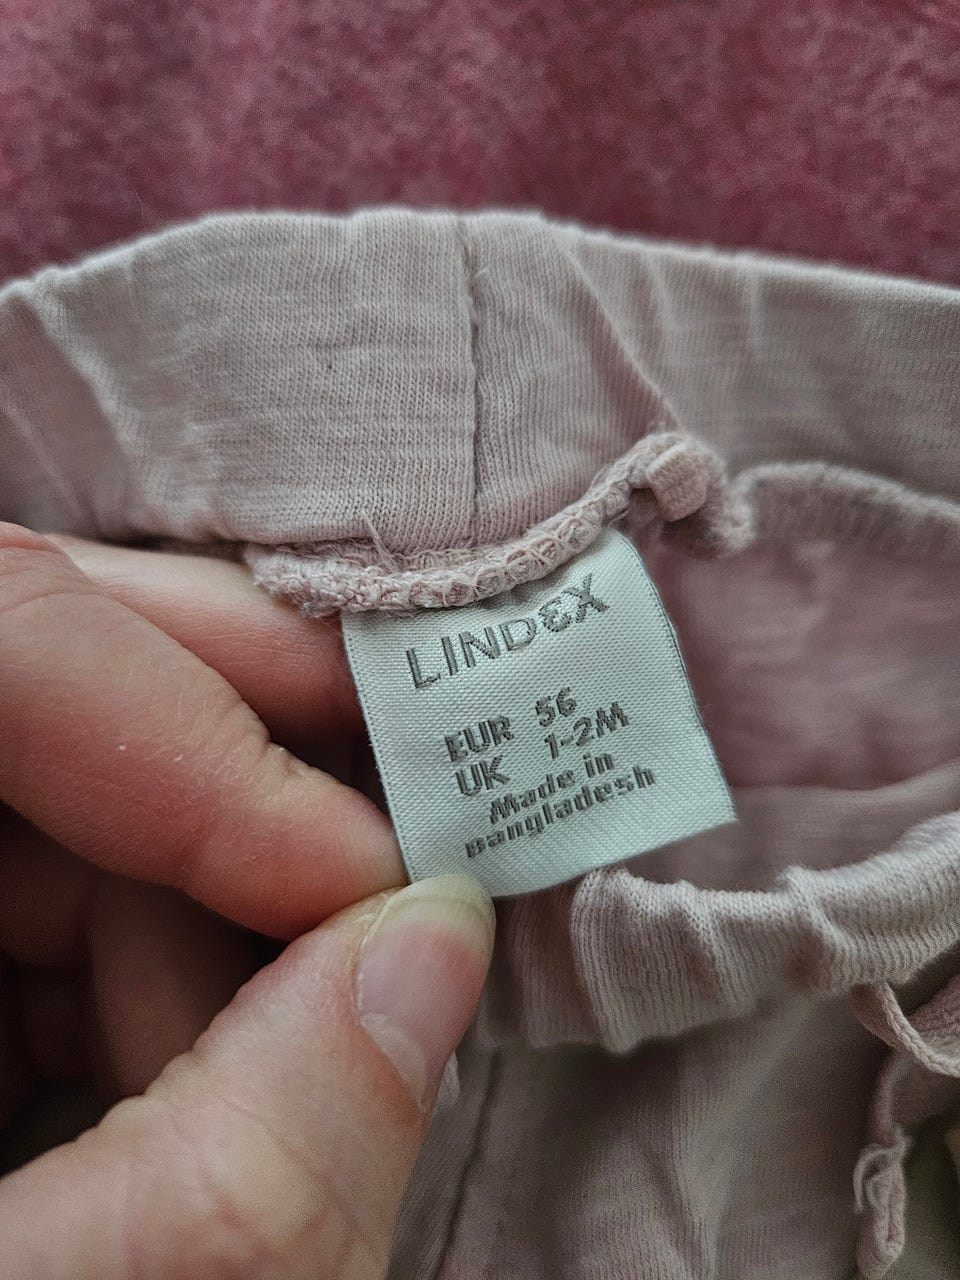 LINDEX
EUR 56
UK 1-2M
Made in
Bangladesh